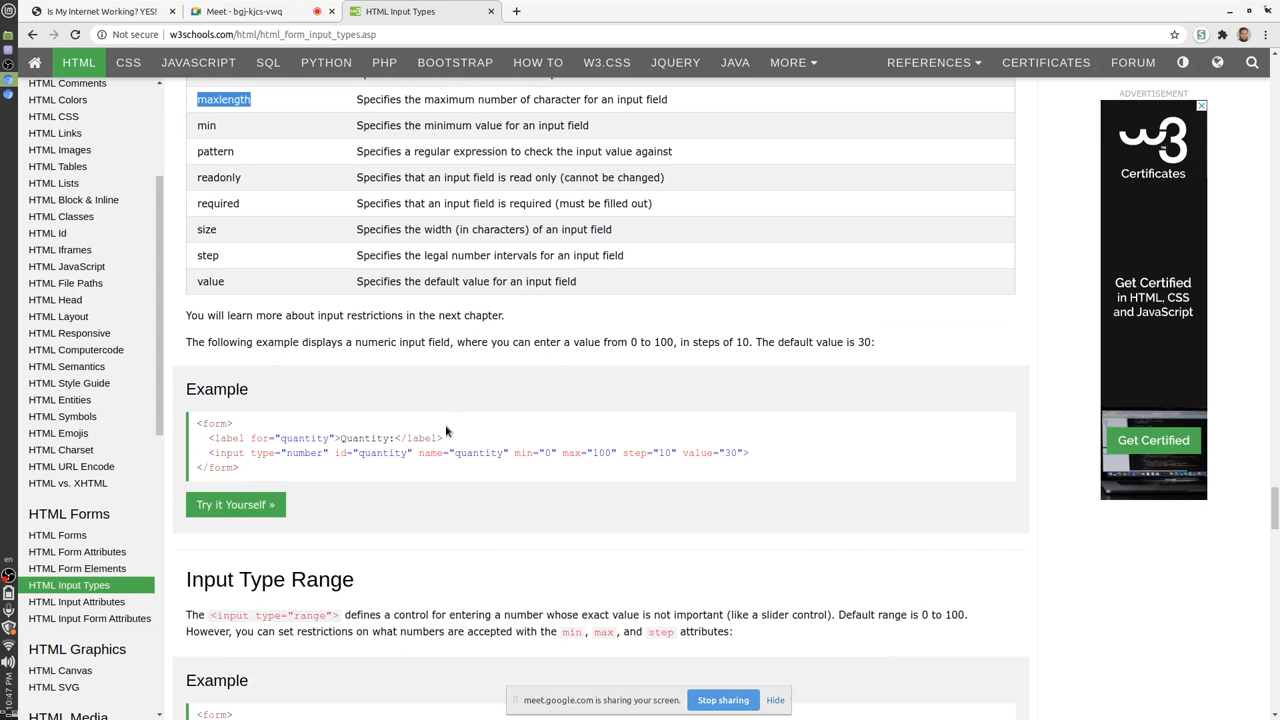 Is My Internet Working? YES!
Meet - bgj-kjcs-vwq
HTML Input Types
Not secure
w3schools.com/html/html_form_input_types.asp
HTML
CSS
JAVASCRIPT
SQL
PYTHON
PHP
BOOTSTRAP
HOW TO
W3.CSS
JQUERY
JAVA
MORE
REFERENCES
CERTIFICATES
FORUM
HTML Comments
HTML Colors
HTML CSS
HTML Links
HTML Images
HTML Tables
HTML Lists
HTML Block & Inline
HTML Classes
HTML Id
HTML Iframes
HTML JavaScript
HTML File Paths
HTML Head
HTML Layout
HTML Responsive
HTML Computercode
HTML Semantics
HTML Style Guide
HTML Entities
HTML Symbols
HTML Emojis
HTML Charset
HTML URL Encode
HTML vs. XHTML
HTML Forms
HTML Forms
HTML Form Attributes
HTML Form Elements
HTML Input Types
HTML Input Attributes
HTML Input Form Attributes
HTML Graphics
HTML Canvas
HTML SVG
HTML Media
maxlength Specifies the maximum number of character for an input field
min Specifies the minimum value for an input field
pattern Specifies a regular expression to check the input value against
readonly Specifies that an input field is read only (cannot be changed)
required Specifies that an input field is required (must be filled out)
size Specifies the width (in characters) of an input field
step Specifies the legal number intervals for an input field
value Specifies the default value for an input field
You will learn more about input restrictions in the next chapter.
The following example displays a numeric input field, where you can enter a value from 0 to 100, in steps of 10. The default value is 30:
Example
<form>
<label for="quantity">Quantity:</label>
<input type="number" id="quantity" name="quantity" min="0" max="100" step="10" value="30">
</form>
Try it Yourself »
Input Type Range
The <input type="range"> defines a control for entering a number whose exact value is not important (like a slider control). Default range is 0 to 100.
However, you can set restrictions on what numbers are accepted with the min, max, and step attributes:
Example
<form>
ADVERTISEMENT
w3
Certificates
Get Certified
in HTML, CSS
and JavaScript
Get Certified
meet.google.com is sharing your screen.
Stop sharing
Hide
en
10:47 PM